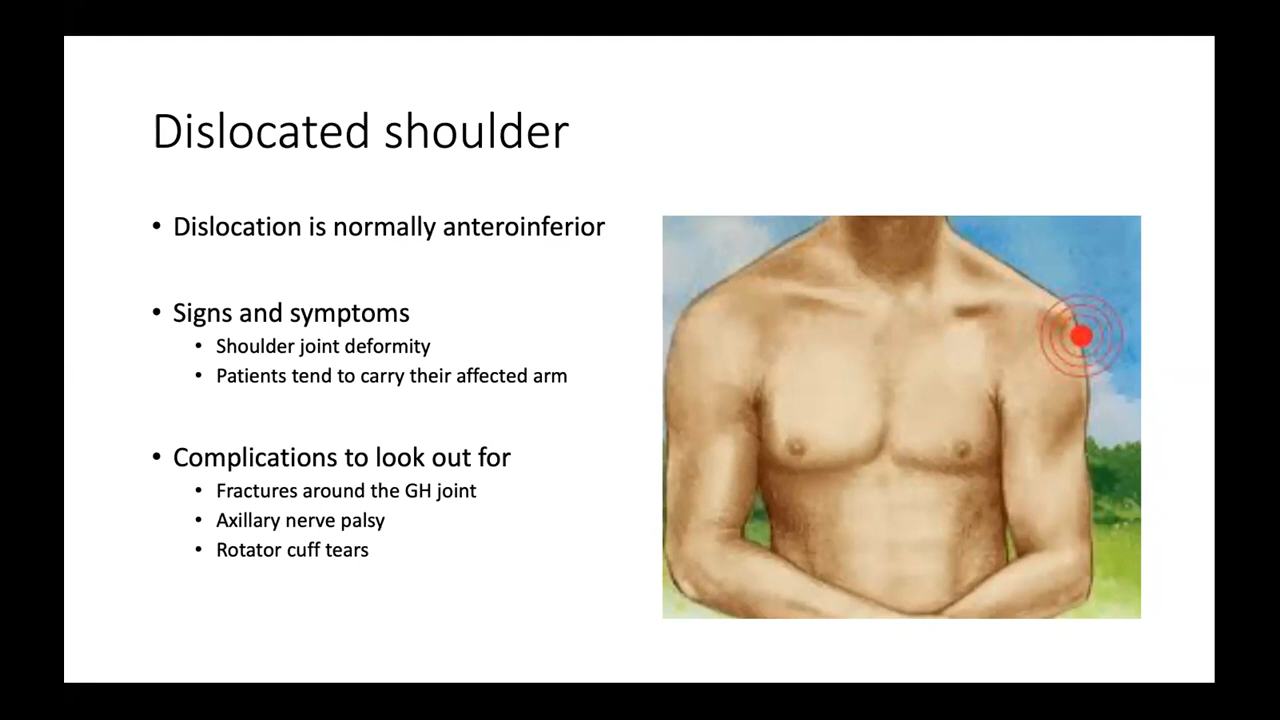 Dislocated shoulder
• Dislocation is normally anteroinferior
• Signs and symptoms
• Shoulder joint deformity
• Patients tend to carry their affected arm
• Complications to look out for
• Fractures around the GH joint
• Axillary nerve palsy
• Rotator cuff tears